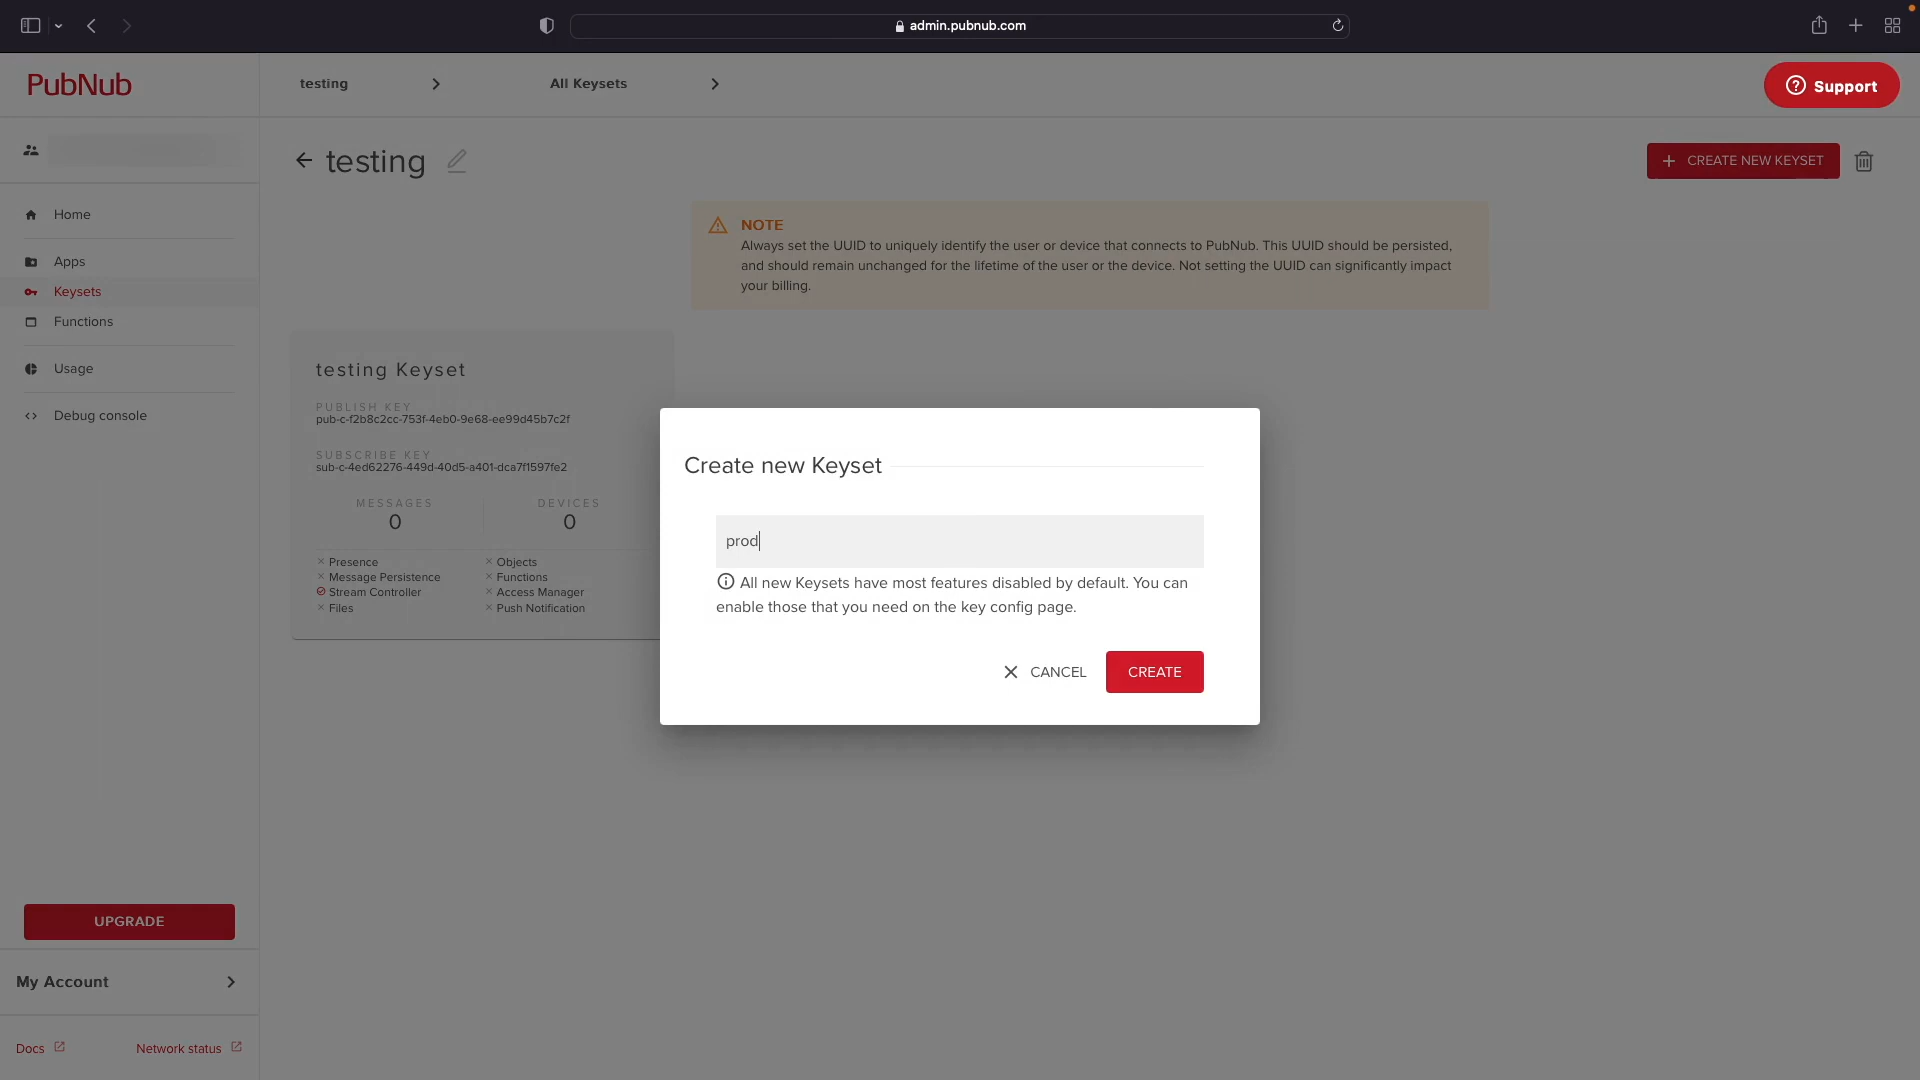 admin.pubnub.com
PubNub
testing
All Keysets
Support
testing
CREATE NEW KEYSET
Home
Apps
Keysets
Functions
Usage
Debug console
NOTE
Always set the UUID to uniquely identify the user or device that connects to PubNub. This UUID should be persisted,
and should remain unchanged for the lifetime of the user or the device. Not setting the UUID can significantly impact
your billing.
testing Keyset
PUBLISH KEY
pub-c-f2b8c2cc-753f-4eb0-9e68-ee99d45b7c2f
SUBSCRIBE KEY
sub-c-4ed62276-449d-40d5-a401-dca7f1597fe2
MESSAGES
0
DEVICES
0
Presence
Message Persistence
Stream Controller
Files
Objects
Functions
Access Manager
Push Notification
Create new Keyset
prod
All new Keysets have most features disabled by default. You can
enable those that you need on the key config page.
CANCEL
CREATE
UPGRADE
My Account
Docs
Network status